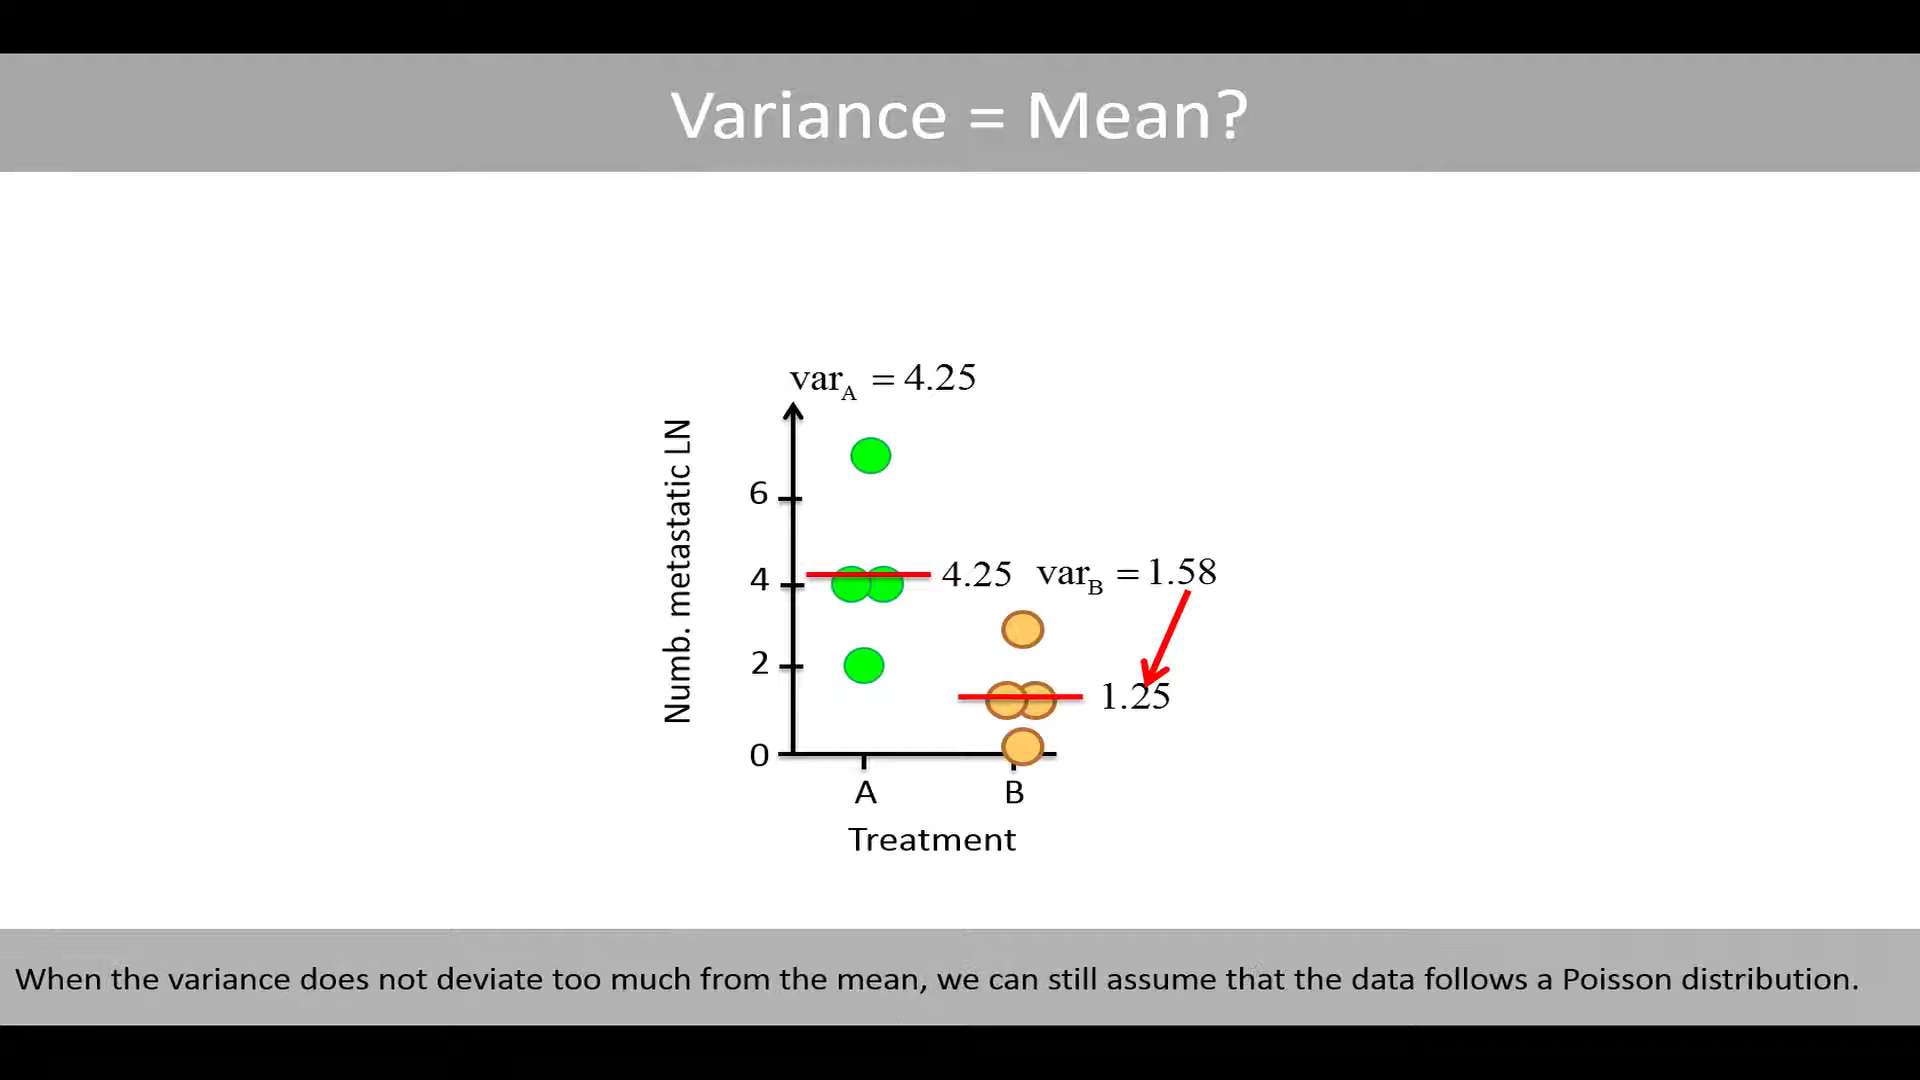 Variance = Mean?
varA = 4.25
Numb. metastatic LN
6
4
2
0
4.25
varB = 1.58
1.25
A
B
Treatment
When the variance does not deviate too much from the mean, we can still assume that the data follows a Poisson distribution.